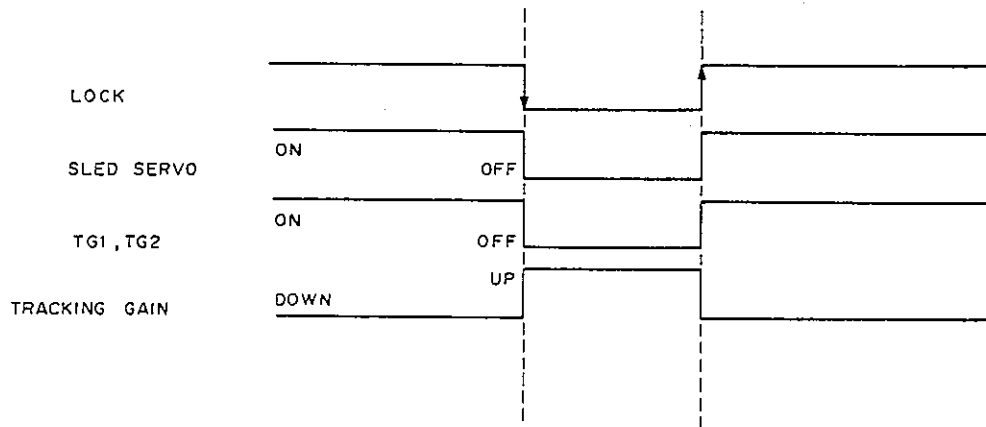 LOCK
ON
SLED SERVO
OFF
ON
TG1, TG2
OFF
UP
DOWN
TRACKING GAIN